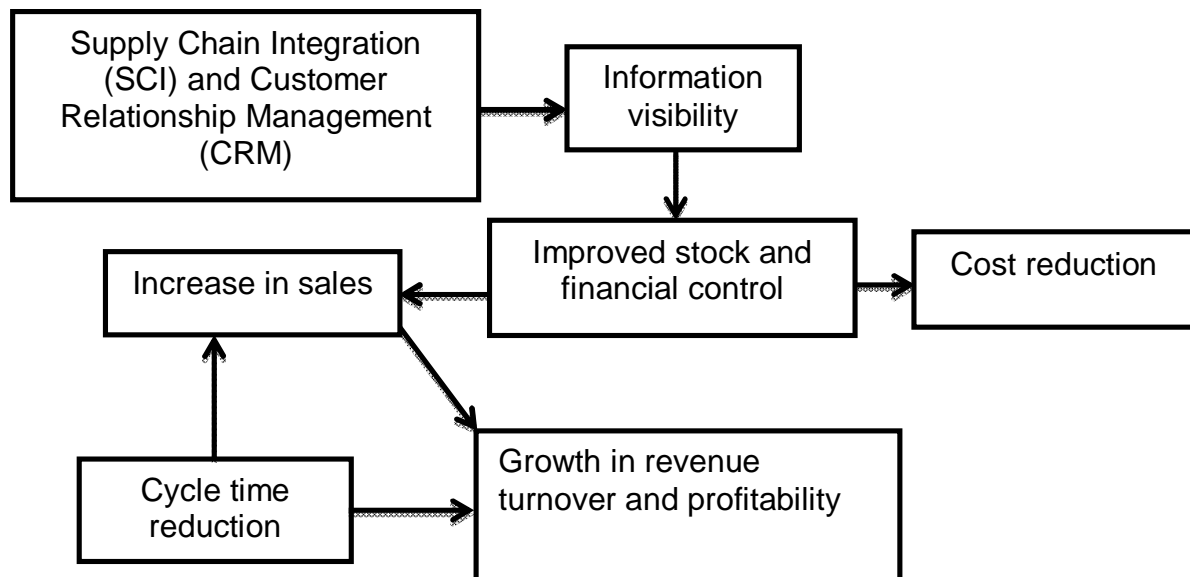 Supply Chain Integration
(SCI) and Customer
Relationship Management
(CRM)
Information
visibility
Improved stock and
financial control
Cost reduction
Increase in sales
Cycle time
reduction
Growth in revenue
turnover and profitability